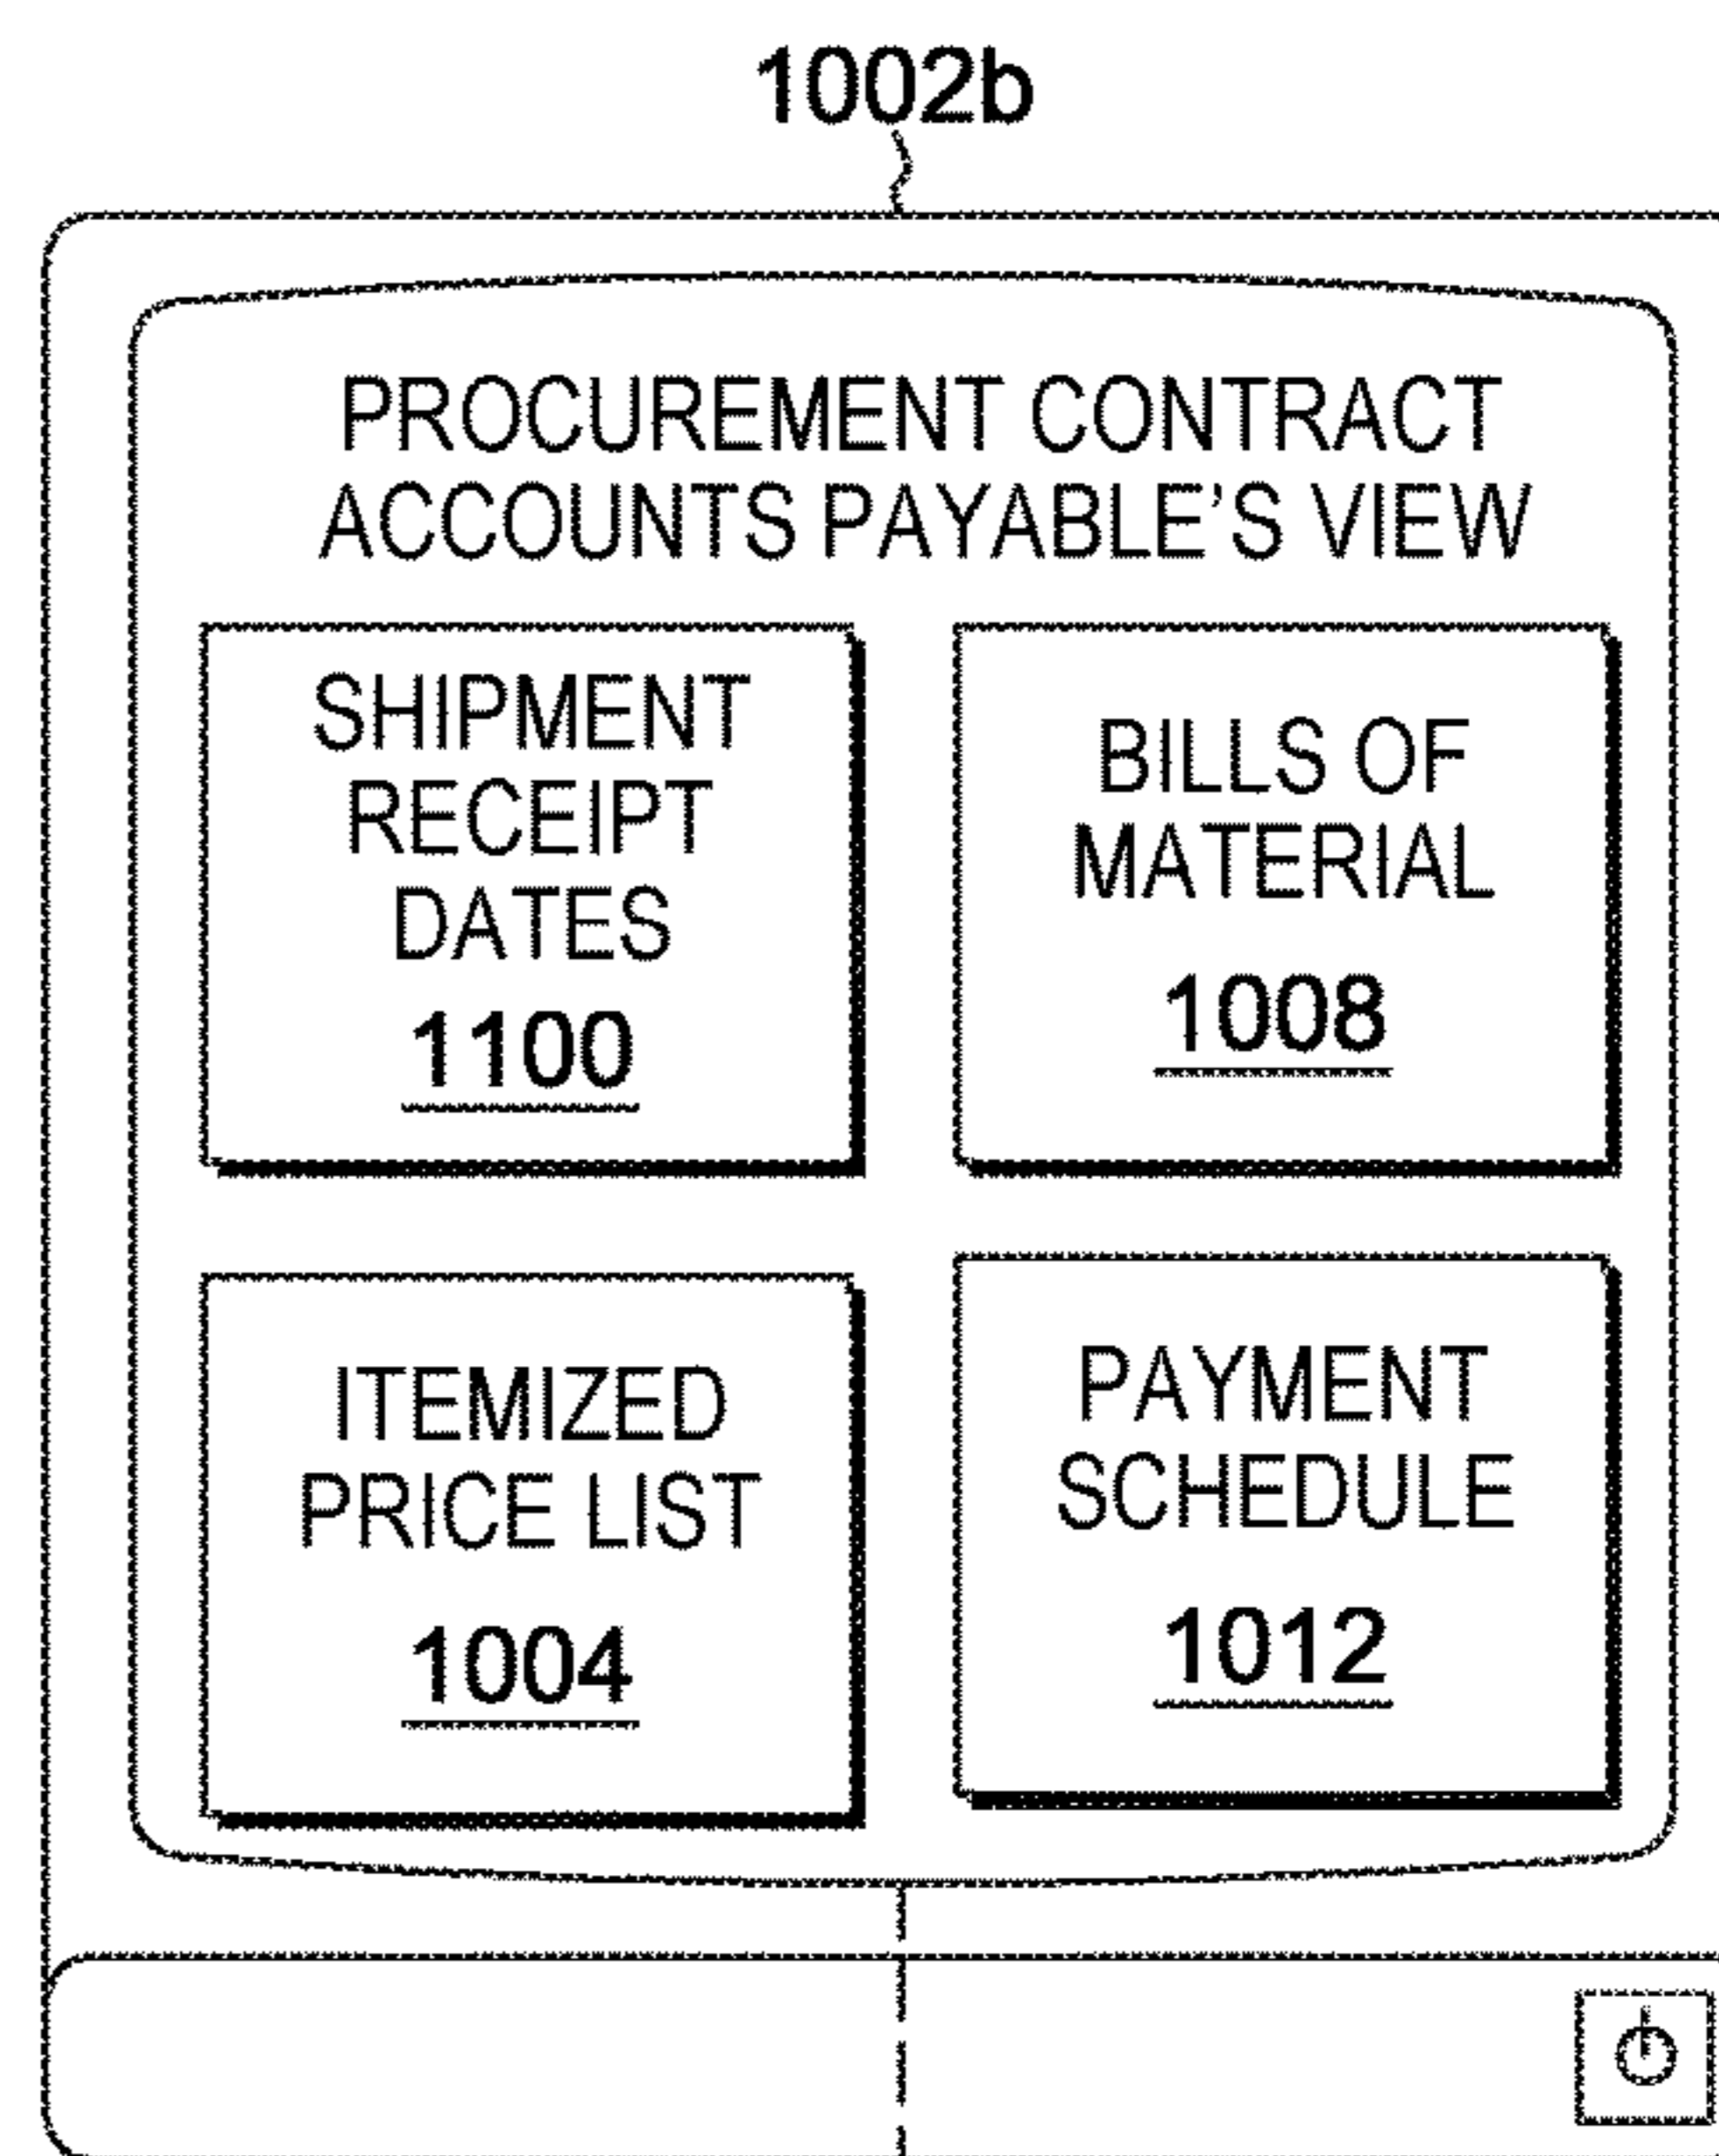 1002b
PROCUREMENT CONTRACT
ACCOUNTS PAYABLE'S VIEW
SHIPMENT
RECEIPT
DATES
1100
BILLS OF
MATERIAL
1008
ITEMIZED
PRICE LIST
1004
PAYMENT
SCHEDULE
1012